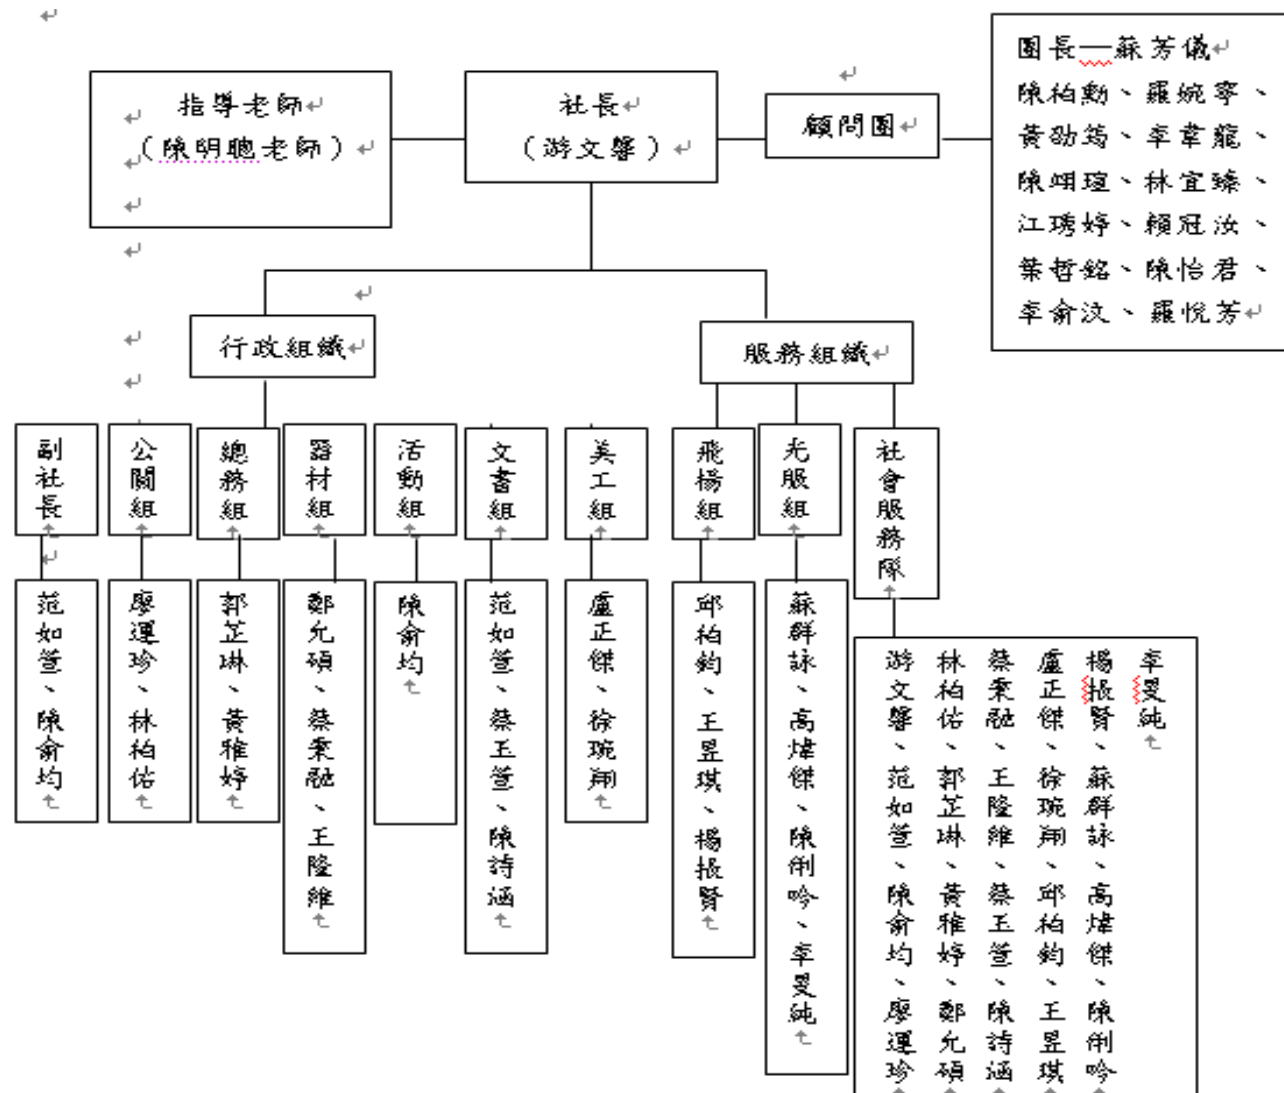 指導老師
（陳明聰老師）
社長
（游文馨）
顧問團
團長—蘇芳儀
陳柏勳、羅婉寧、
黃劭篤、李韋龍、
陳翊瑄、林宜臻、
江琇婷、賴冠汝、
葉哲銘、陳怡君、
李俞汶、羅悅芳
行政組織
服務組織
副社長
公關組
總務組
器材組
活動組
文書組
美工組
飛揚組
光服組
社會服務隊
范如萱、陳俞均
廖運珍、林柏佑
郭芷琳、黃雅婷
鄭允碩、蔡秉融、王隆維
陳俞均
范如萱、蔡玉萱、陳詩涵
盧正傑、徐琬翔
邱柏鈞、王昱琪、楊振賢
蘇群詠、高煒傑、陳俐吟、李旻純
游文馨、范如萱、陳俞均、廖運珍
林柏佑、郭芷琳、黃雅婷、鄭允碩
蔡秉融、王隆維、蔡玉萱、陳詩涵
盧正傑、徐琬翔、邱柏鈞、王昱琪
楊振賢、蘇群詠、高煒傑、陳俐吟
李旻純